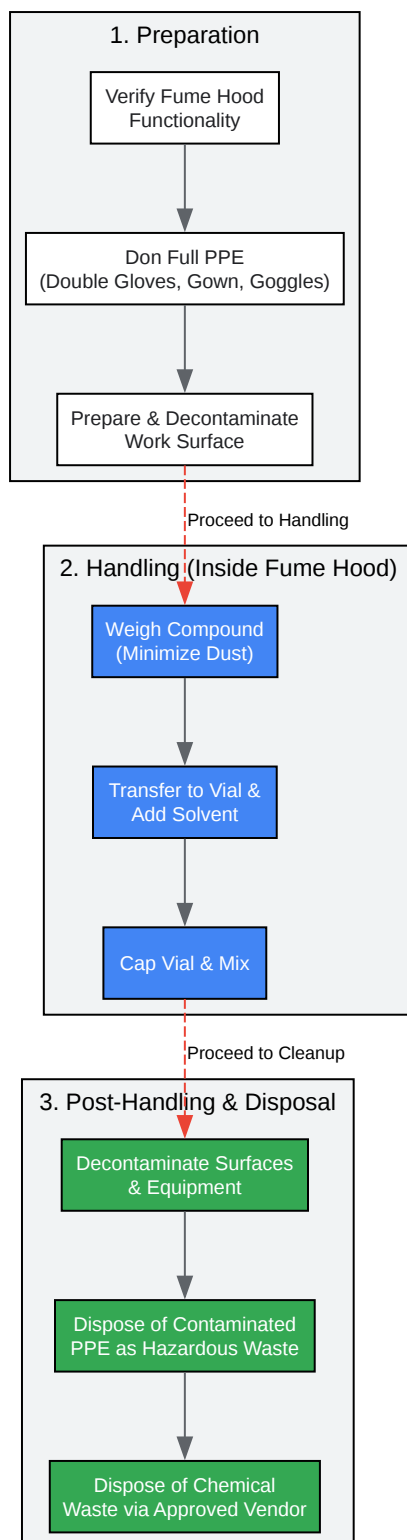 1. Preparation
Verify Fume Hood
Functionality
Don Full PPE
(Double Gloves, Gown, Goggles)
Prepare & Decontaminate
Work Surface
Proceed to Handling
2. Handling (Inside Fume Hood)
Weigh Compound
(Minimize Dust)
Transfer to Vial &
Add Solvent
Cap Vial & Mix
Proceed to Cleanup
3. Post-Handling & Disposal
Decontaminate Surfaces
& Equipment
Dispose of Contaminated
PPE as Hazardous Waste
Dispose of Chemical
Waste via Approved Vendor